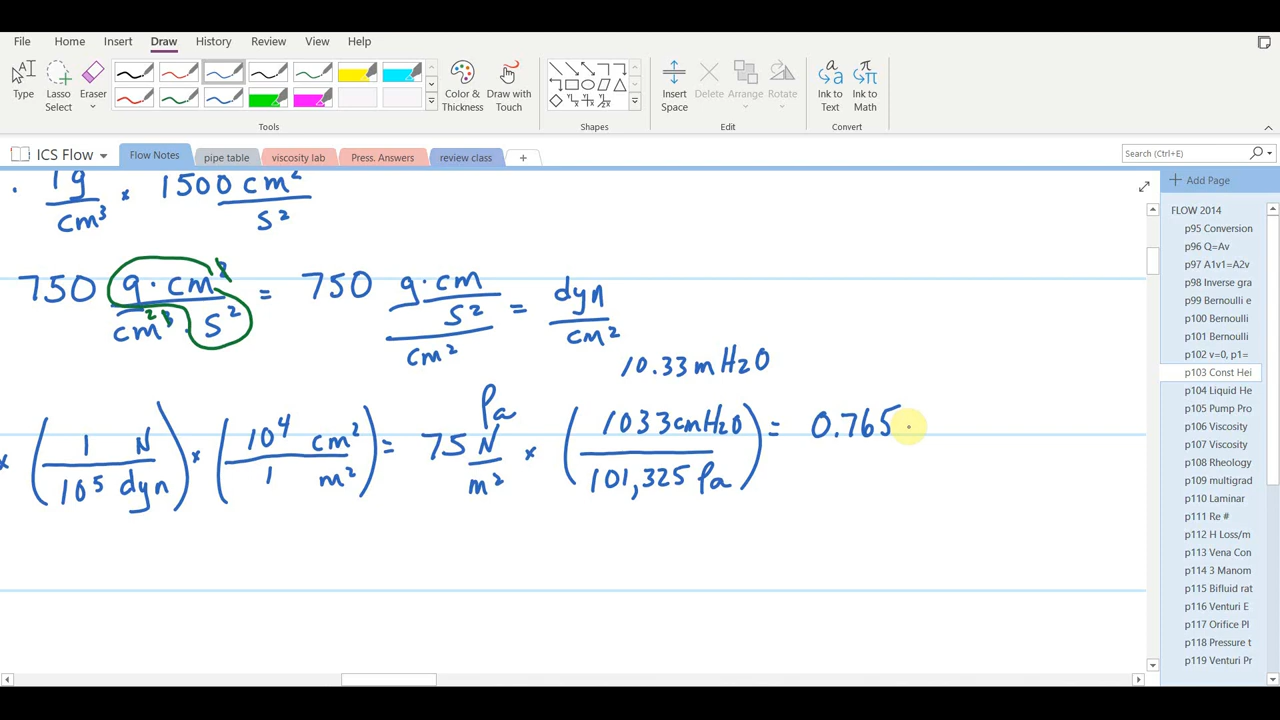 File Home Insert Draw History Review View Help
Type Lasso Select Eraser Color & Thickness Draw with Touch Insert Space Delete Arrange Rotate Ink to Text Ink to Math
Tools Shapes Edit Convert
ICS Flow Flow Notes pipe table viscosity lab Press. Answers review class + Search (Ctrl+E)
Add Page
FLOW 2014
p95 Conversion
p96 Q=Av
p97 A1v1=A2v
p98 Inverse gra
p99 Bernoulli e
p100 Bernoulli
p101 Bernoulli
p102 v=0, p1=
p103 Const Hei
p104 Liquid He
p105 Pump Pro
p106 Viscosity
p107 Viscosity
p108 Rheology
p109 multigrad
p110 Laminar
p111 Re #
p112 H Loss/m
p113 Vena Con
p114 3 Manom
p115 Bifluid rat
p116 Venturi E
p117 Orifice Pl
p118 Pressure t
p119 Venturi Pr
. 1g × 1500 cm²
cm³ s²
750 g·cm² = 750 g·cm = dyn
cm³ · s² s² cm²
cm²
10.33 mH2O
Pa
× (1 N) × (10⁴ cm²) = 75 N × (1033cmH2O) = 0.765
10⁵ dyn 1 m² m² 101,325 Pa